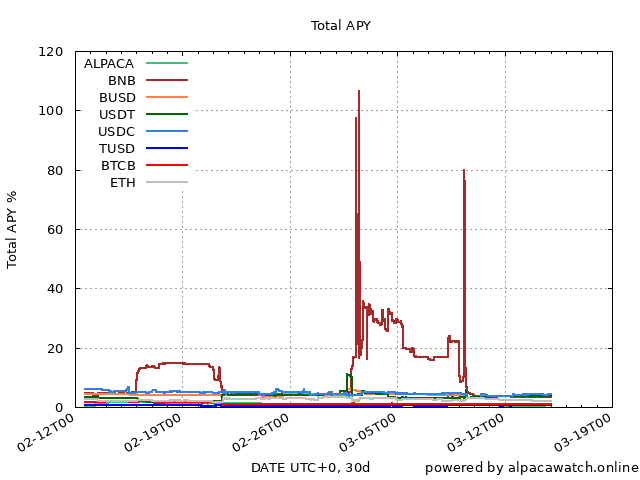 Total APY
120
100
80
60
40
20
0
Total APY %
ALPACA
BNB
BUSD
USDT
USDC
TUSD
BTCB
ETH
02-12T00
02-19T00
02-26T00
03-05T00
03-12T00
03-19T00
DATE UTC+0, 30d
powered by alpacawatch.online